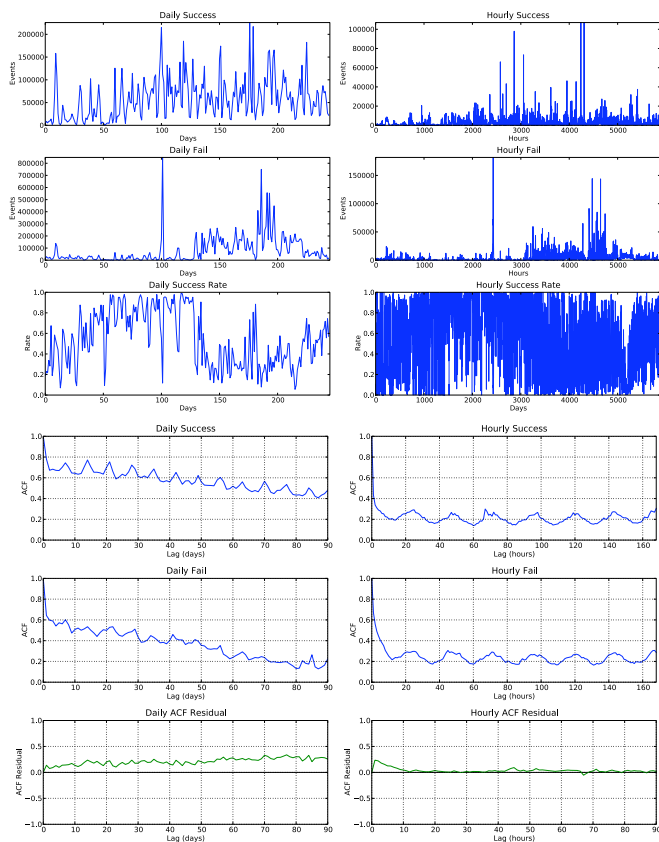 Daily Success
Events
200000
150000
100000
50000
0
0 50 100 150 200
Days
Hourly Success
Events
100000
80000
60000
40000
20000
0
0 1000 2000 3000 4000 5000
Hours
Daily Fail
Events
800000
700000
600000
500000
400000
300000
200000
100000
0
0 50 100 150 200
Days
Hourly Fail
Events
160000
140000
120000
100000
80000
60000
40000
20000
0
0 1000 2000 3000 4000 5000
Hours
Daily Success Rate
Rate
1.0
0.8
0.6
0.4
0.2
0.0
0 50 100 150 200
Days
Hourly Success Rate
Rate
1.0
0.8
0.6
0.4
0.2
0.0
0 1000 2000 3000 4000 5000
Days
Daily Success
ACF
1.0
0.8
0.6
0.4
0.2
0.0
0 10 20 30 40 50 60 70 80 90
Lag (days)
Hourly Success
ACF
1.0
0.8
0.6
0.4
0.2
0.0
0 20 40 60 80 100 120 140 160
Lag (hours)
Daily Fail
ACF
1.0
0.8
0.6
0.4
0.2
0.0
0 10 20 30 40 50 60 70 80 90
Lag (days)
Hourly Fail
ACF
1.0
0.8
0.6
0.4
0.2
0.0
0 20 40 60 80 100 120 140 160
Lag (hours)
Daily ACF Residual
ACF Residual
1.0
0.5
0.0
−0.5
−1.0
0 10 20 30 40 50 60 70 80 90
Lag (days)
Hourly ACF Residual
ACF Residual
1.0
0.5
0.0
−0.5
−1.0
0 10 20 30 40 50 60 70 80 90
Lag (hours)